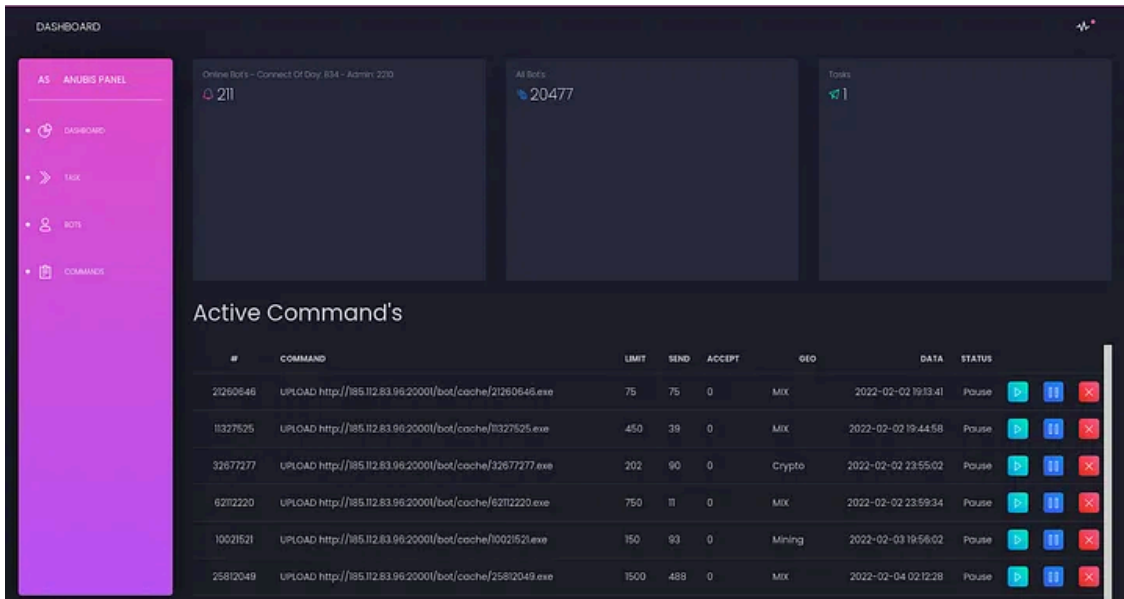 DASHBOARD
AS ANUBIS PANEL
DASHBOARD
TASK
BOTS
COMMANDS
Online Bot's - Connect Of Day: 834 - Admin: 2210
211
All Bot's
20477
Tasks
1
Active Command's
# COMMAND LIMIT SEND ACCEPT GEO DATA STATUS
21260646 UPLOAD http://185.112.83.96:20001/bot/cache/21260646.exe 75 75 0 MIX 2022-02-02 19:13:41 Pause
11327525 UPLOAD http://185.112.83.96:20001/bot/cache/11327525.exe 450 39 0 MIX 2022-02-02 19:44:58 Pause
32677277 UPLOAD http://185.112.83.96:20001/bot/cache/32677277.exe 202 90 0 Crypto 2022-02-02 23:55:02 Pause
62112220 UPLOAD http://185.112.83.96:20001/bot/cache/62112220.exe 750 11 0 MIX 2022-02-02 23:59:34 Pause
10021521 UPLOAD http://185.112.83.96:20001/bot/cache/10021521.exe 150 93 0 Mining 2022-02-03 19:56:02 Pause
25812049 UPLOAD http://185.112.83.96:20001/bot/cache/25812049.exe 1500 488 0 MIX 2022-02-04 02:12:28 Pause